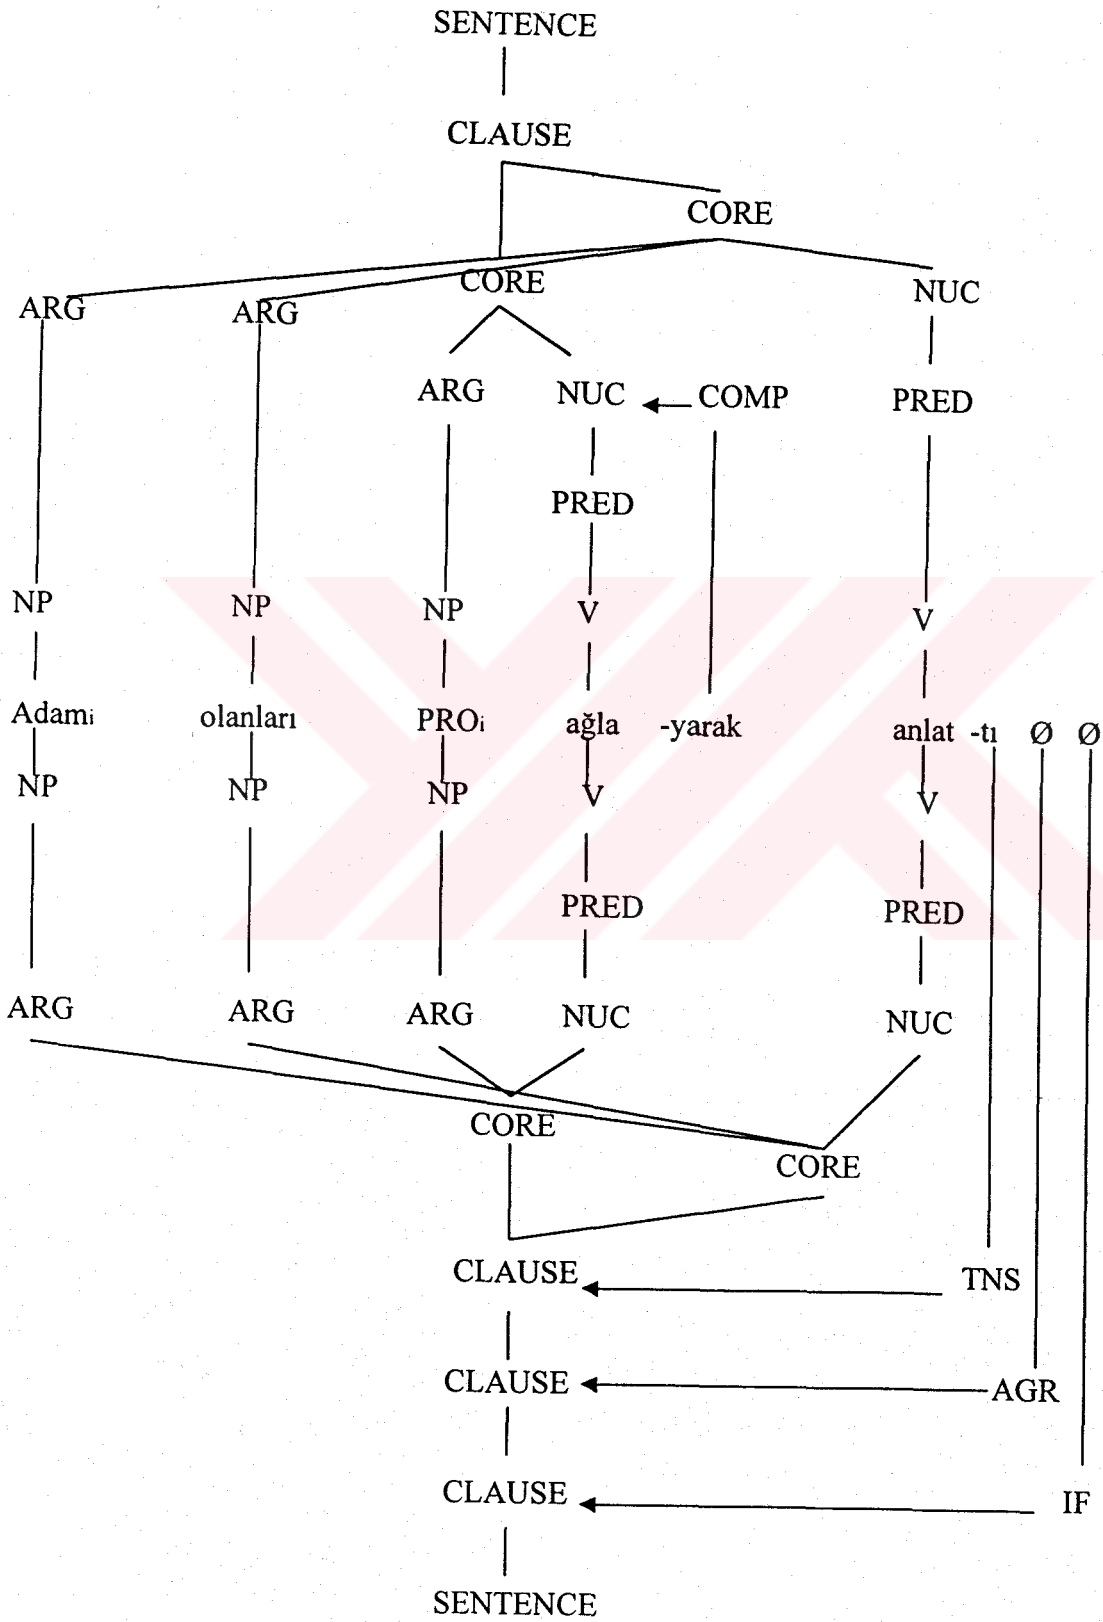 SENTENCE
CLAUSE
CORE
CORE
ARG ARG NUC
ARG NUC COMP PRED
PRED
NP NP NP V V
Adami olanları PROi ağla -yarak anlat -tı Ø Ø
NP NP NP V V
PRED PRED
ARG ARG ARG NUC NUC
CORE
CORE
CLAUSE TNS
CLAUSE AGR
CLAUSE IF
SENTENCE